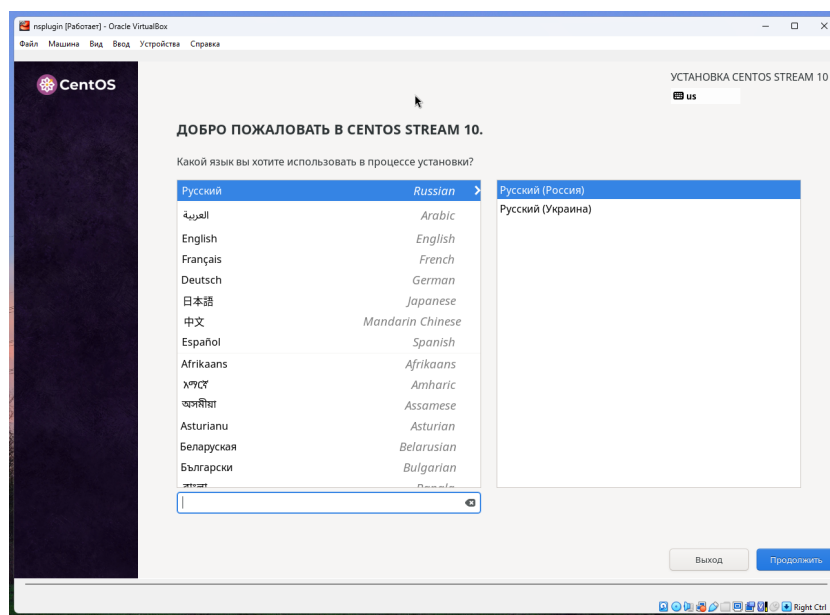 nsplugin [Работает] - Oracle VirtualBox
Файл Машина Вид Ввод Устройства Справка
CentOS
УСТАНОВКА CENTOS STREAM 10
us
ДОБРО ПОЖАЛОВАТЬ В CENTOS STREAM 10.
Какой язык вы хотите использовать в процессе установки?
Русский Russian
العربية Arabic
English English
Français French
Deutsch German
日本語 Japanese
中文 Mandarin Chinese
Español Spanish
Afrikaans Afrikaans
አማርኛ Amharic
অসমীয়া Assamese
Asturianu Asturian
Беларуская Belarusian
Български Bulgarian
Русский (Россия)
Русский (Украина)
Выход
Продолжить
Right Ctrl